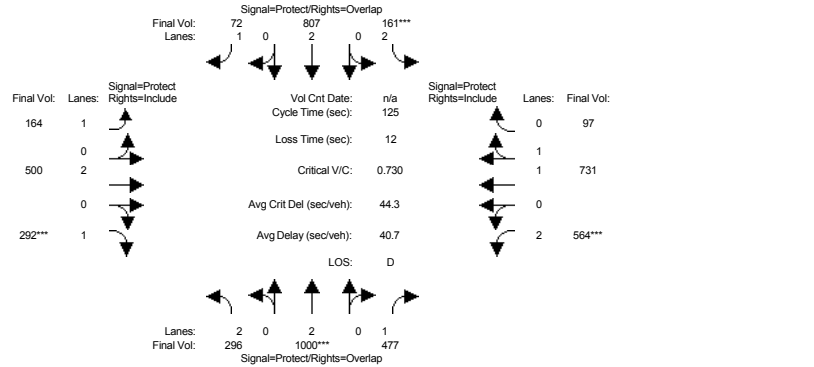 Signal=Protect/Rights=Overlap
Final Vol: 72 807 161***
Lanes: 1 0 2 0 2
Signal=Protect Signal=Protect
Final Vol: Lanes: Rights=Include Vol Cnt Date: n/a Rights=Include Lanes: Final Vol:
Cycle Time (sec): 125
164 1 0 97
Loss Time (sec): 12
0 1
500 2 Critical V/C: 0.730 1 731
0 Avg Crit Del (sec/veh): 44.3 0
292*** 1 Avg Delay (sec/veh): 40.7 2 564***
LOS: D
Lanes: 2 0 2 0 1
Final Vol: 296 1000*** 477
Signal=Protect/Rights=Overlap